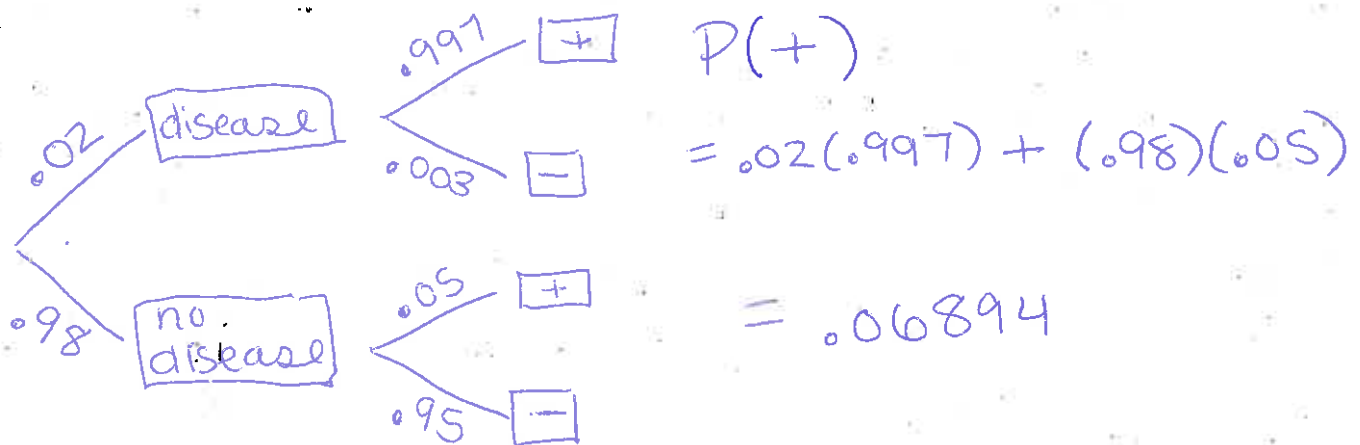 .997 + P(+)
.02 disease = .02(.997) + (.98)(.05)
.003 −
.05 +
.98 no = .06894
disease
.95 −